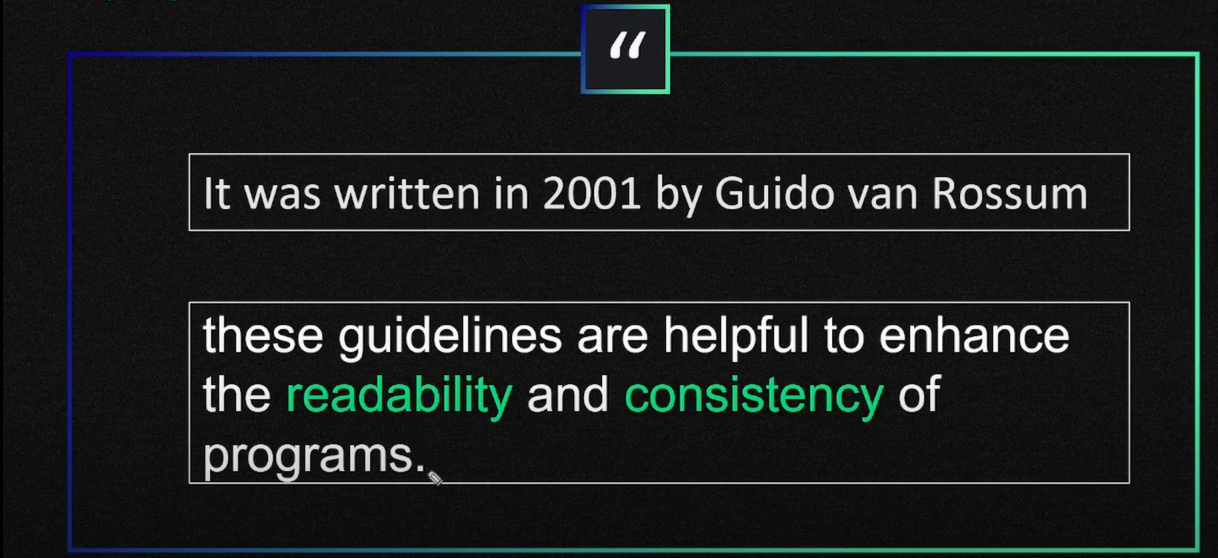 “
It was written in 2001 by Guido van Rossum
these guidelines are helpful to enhance
the readability and consistency of
programs.